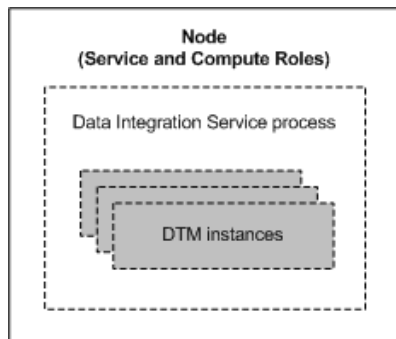 Node
(Service and Compute Roles)
Data Integration Service process
DTM instances